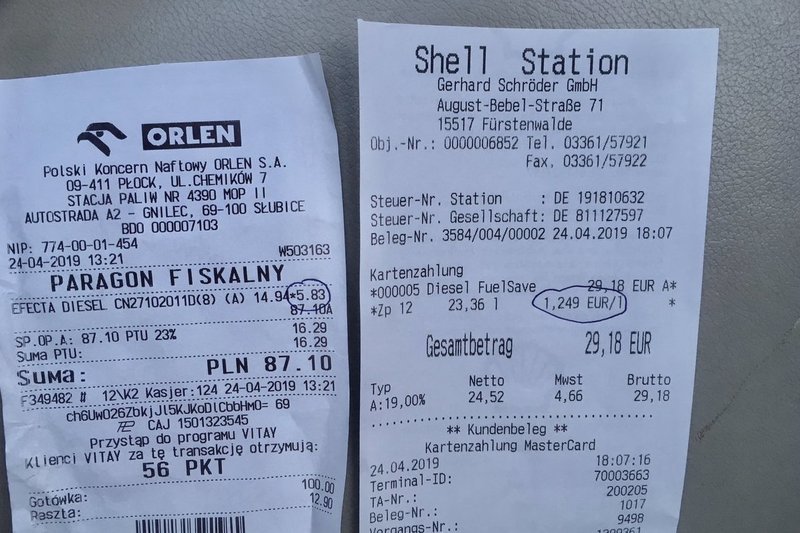 ORLEN
Polski Koncern Naftowy ORLEN S.A.
09-411 PŁOCK, UL.CHEMIKÓW 7
STACJA PALIW NR 4390 MOP II
AUTOSTRADA A2 - GNILEC, 69-100 SŁUBICE
BDO 000007103
NIP: 774-00-01-454
24-04-2019 13:21 W503163
PARAGON FISKALNY
EFECTA DIESEL CN27102011D(8) (A) 14.94*5.83
87.10A
SP.OP.A: 87.10 PTU 23% 16.29
Suma PTU: 16.29
Suma: PLN 87.10
F349482 # 12\K2 Kasjer:124 24-04-2019 13:21
CAJ 1501323545
Przystąp do programu VITAY
Klienci VITAY za tę transakcję otrzymują:
56 PKT
Gotówka: 100.00
Reszta: 12.90
Shell Station
Gerhard Schröder GmbH
August-Bebel-Straße 71
15517 Fürstenwalde
Obj.-Nr.: 0000006852 Tel. 03361/57921
Fax. 03361/57922
Steuer-Nr. Station : DE 191810632
Steuer-Nr. Gesellschaft: DE 811127597
Beleg-Nr. 3584/004/00002 24.04.2019 18:07
Kartenzahlung
*000005 Diesel FuelSave 29,18 EUR A*
*Zp 12 23,36 l 1,249 EUR/l *
Gesamtbetrag 29,18 EUR
Typ Netto Mwst Brutto
A:19,00% 24,52 4,66 29,18
** Kundenbeleg **
Kartenzahlung MasterCard
24.04.2019 18:07:16
Terminal-ID: 70003663
TA-Nr.: 200205
Beleg-Nr.: 1017
Vorgangs-Nr.: 9498